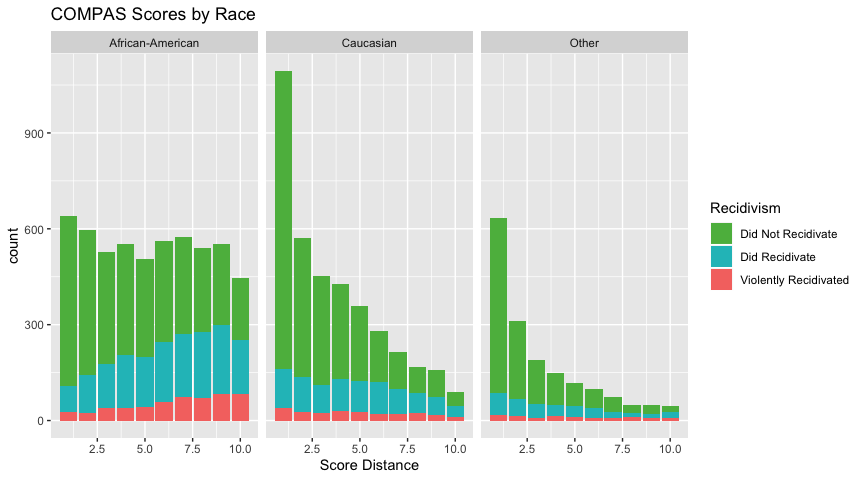 COMPAS Scores by Race
African-American
Caucasian
Other
900
600
300
0
count
2.5 5.0 7.5 10.0
2.5 5.0 7.5 10.0
2.5 5.0 7.5 10.0
Score Distance
Recidivism
Did Not Recidivate
Did Recidivate
Violently Recidivated